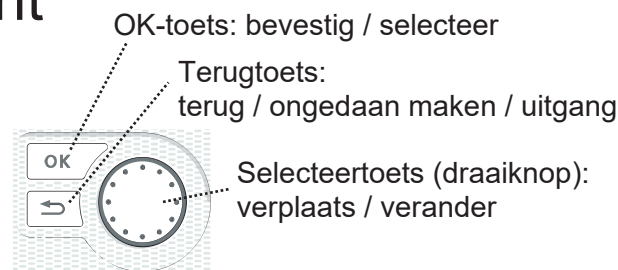 nt
OK-toets: bevestig / selecteer
Terugtoets:
terug / ongedaan maken / uitgang
OK
Selecteertoets (draaiknop):
verplaats / verander